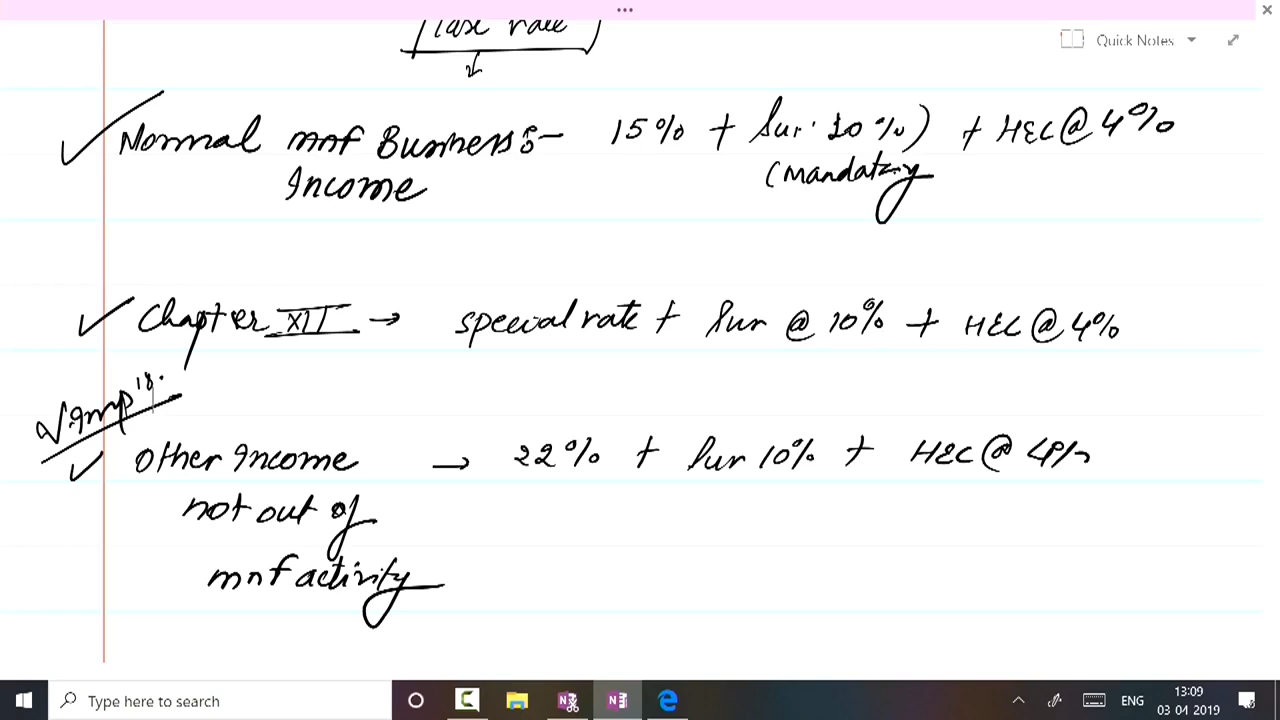 •••
Tax rate
Quick Notes
Normal mnf Business:- 15% + Sur. 10%) + HEC@4%
Income (mandatory
Chapter XII → special rate + Sur @ 10% + HEC@4%
Imp
Other Income → 22% + Sur 10% + HEC@4%
not out of
mnf activity
Type here to search
ENG
13:09
03-04-2019